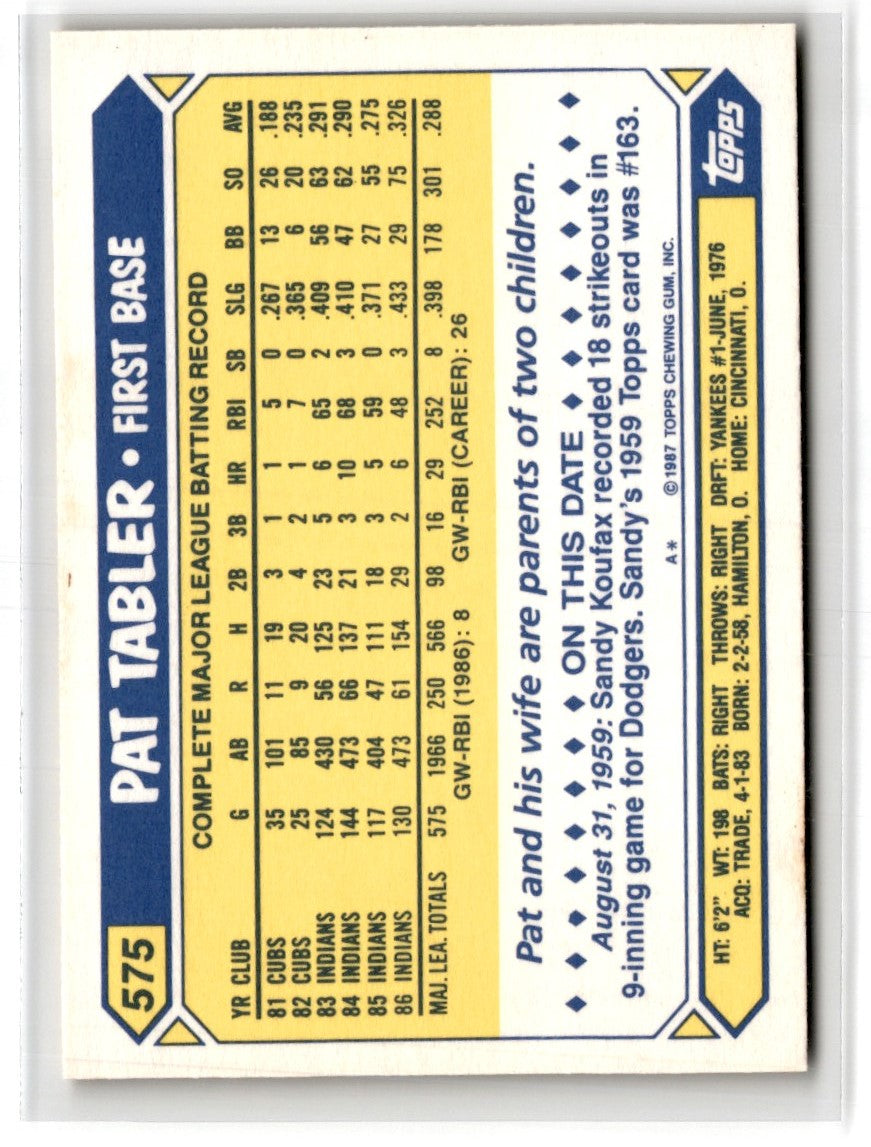 575 PAT TABLER • FIRST BASE
COMPLETE MAJOR LEAGUE BATTING RECORD
YR CLUB G AB R H 2B 3B HR RBI SB SLG BB SO AVG
81 CUBS 35 101 11 19 3 1 1 5 0 .267 13 26 .188
82 CUBS 25 85 9 20 4 2 1 7 0 .365 6 20 .235
83 INDIANS 124 430 56 125 23 5 6 65 2 .409 56 63 .291
84 INDIANS 144 473 66 137 21 3 10 68 3 .410 47 62 .290
85 INDIANS 117 404 47 111 18 3 5 59 0 .371 27 55 .275
86 INDIANS 130 473 61 154 29 2 6 48 3 .433 29 75 .326
MAJ. LEA. TOTALS 575 1966 250 566 98 16 29 252 8 .398 178 301 .288
GW-RBI (1986): 8 GW-RBI (CAREER): 26
Pat and his wife are parents of two children.
ON THIS DATE
August 31, 1959: Sandy Koufax recorded 18 strikeouts in
9-inning game for Dodgers. Sandy's 1959 Topps card was #163.
A* ©1987 TOPPS CHEWING GUM, INC.
HT: 6'2" WT: 198 BATS: RIGHT THROWS: RIGHT DRFT: YANKEES #1-JUNE, 1976
ACQ: TRADE, 4-1-83 BORN: 2-2-58, HAMILTON, O. HOME: CINCINNATI, O.
TOPPS